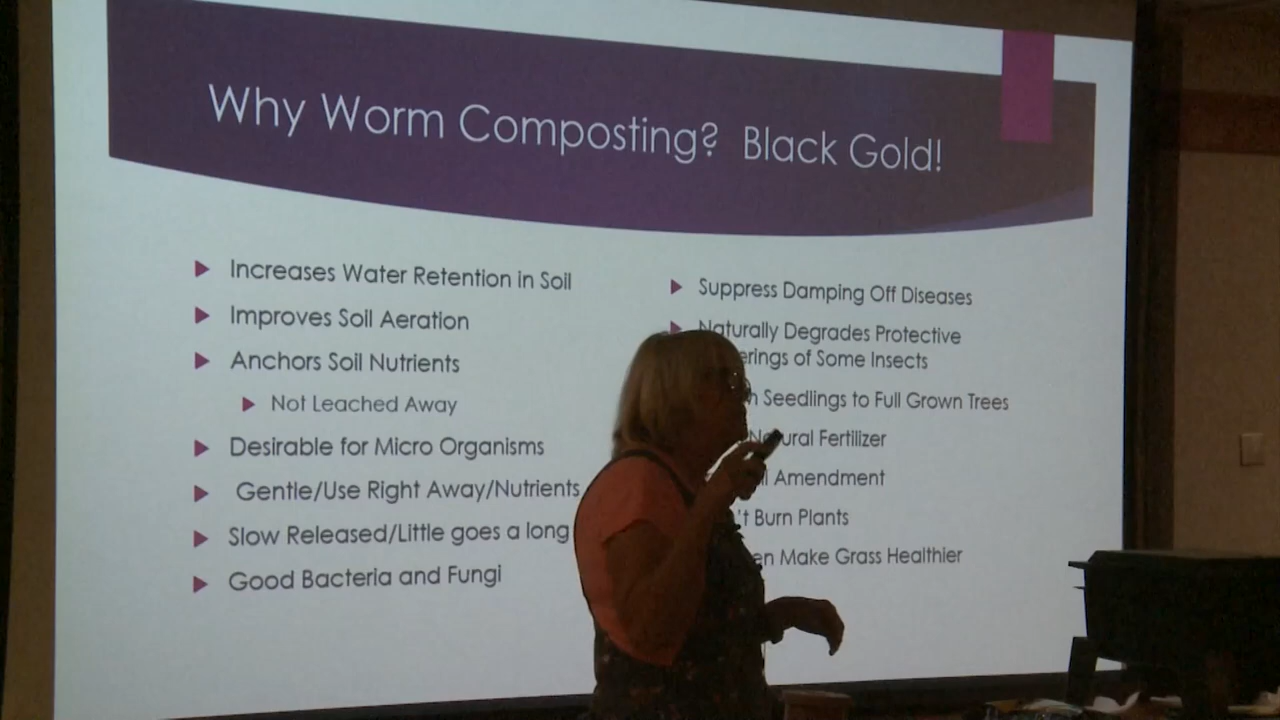 Why Worm Composting? Black Gold!
Increases Water Retention in Soil
Improves Soil Aeration
Anchors Soil Nutrients
Not Leached Away
Desirable for Micro Organisms
Gentle/Use Right Away/Nutrients
Slow Released/Little goes a long
Good Bacteria and Fungi
Suppress Damping Off Diseases
Naturally Degrades Protective
of Some Insects
Seedlings to Full Grown Trees
Natural Fertilizer
Amendment
Burn Plants
Make Grass Healthier